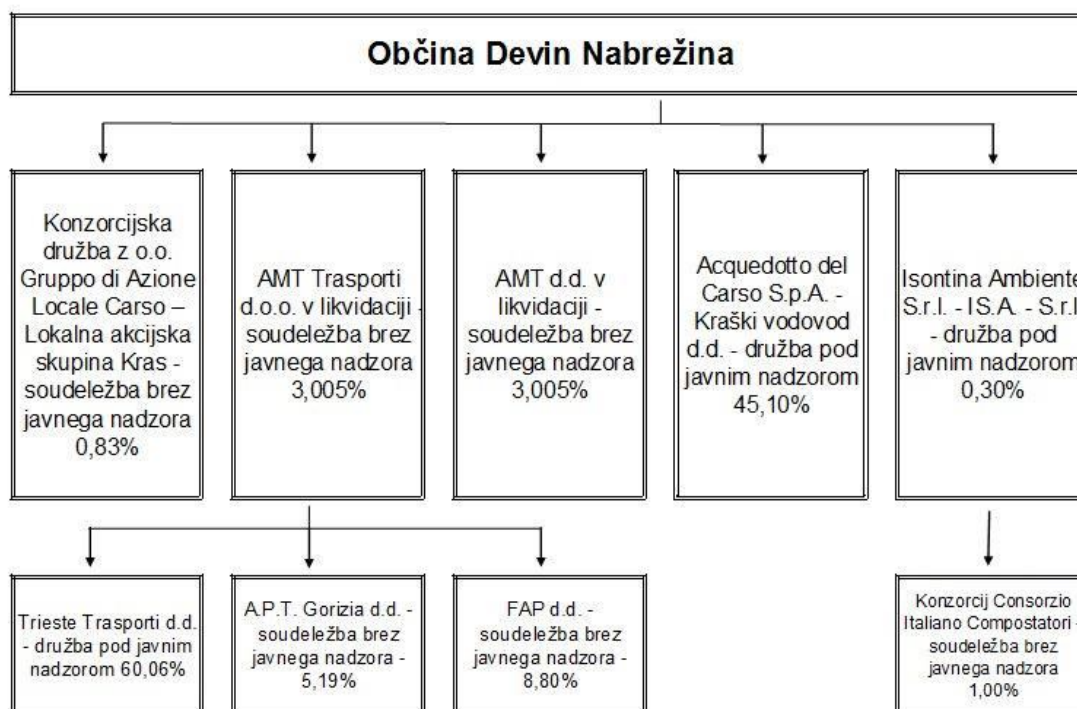 Občina Devin Nabrežina
Konzorcijska
družba z o.o.
Gruppo di Azione
Locale Carso –
Lokalna akcijska
skupina Kras -
soudeležba brez
javnega nadzora
0,83%
AMT Trasporti
d.o.o. v likvidaciji -
soudeležba brez
javnega nadzora
3,005%
AMT d.d. v
likvidaciji -
soudeležba brez
javnega nadzora
3,005%
Acquedotto del
Carso S.p.A. -
Kraški vodovod
d.d. - družba pod
javnim nadzorom
45,10%
Isontina Ambiente
S.r.l. - IS.A. - S.r.l.
- družba pod
javnim nadzorom
0,30%
Trieste Trasporti d.d.
- družba pod javnim
nadzorom 60,06%
A.P.T. Gorizia d.d. -
soudeležba brez
javnega nadzora -
5,19%
FAP d.d. -
soudeležba brez
javnega nadzora -
8,80%
Konzorcij Consorzio
Italiano Compostatori -
soudeležba brez
javnega nadzora
1,00%